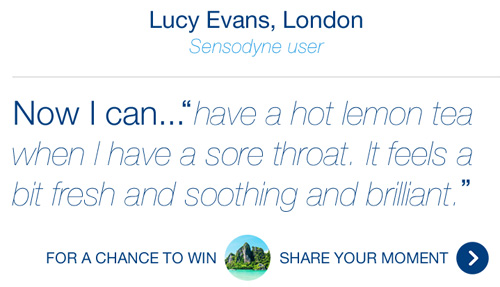 Lucy Evans, London
Sensodyne user
Now I can...“have a hot lemon tea
when I have a sore throat. It feels a
bit fresh and soothing and brilliant.”
FOR A CHANCE TO WIN SHARE YOUR MOMENT